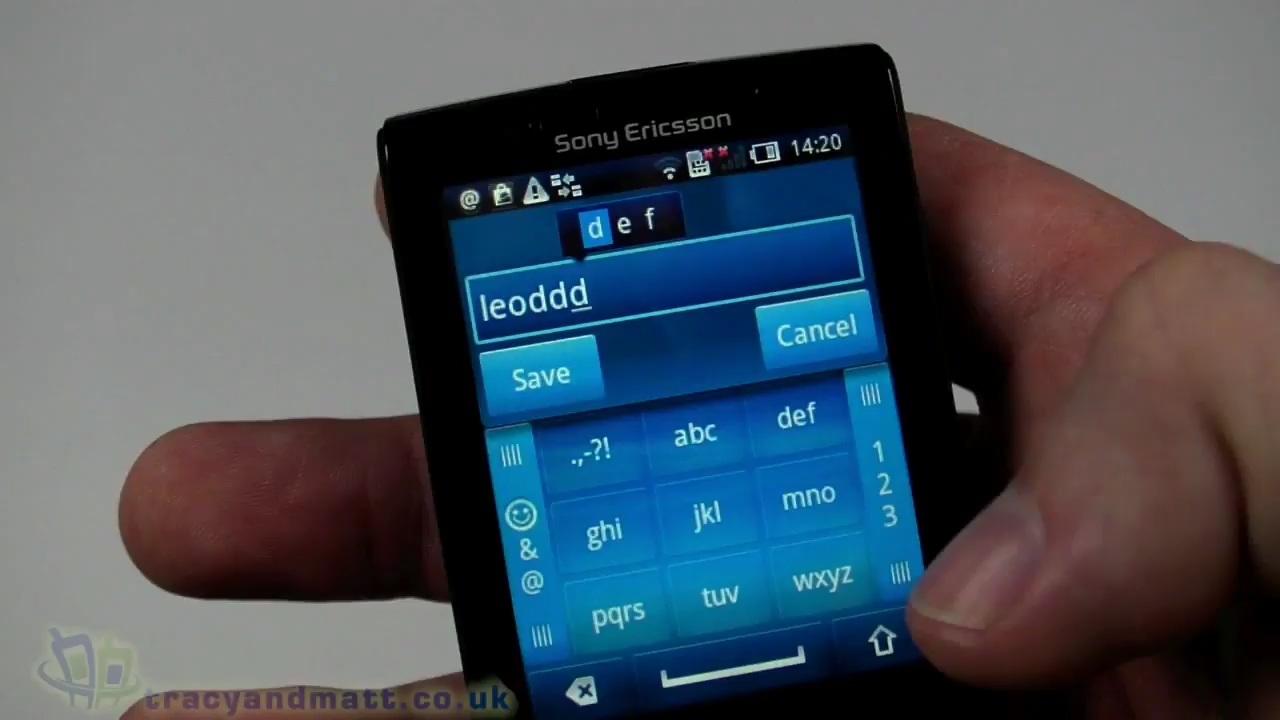 Sony Ericsson
@ 14:20
d e f
leoddd
Save Cancel
.,-?! abc def
ghi jkl mno
pqrs tuv wxyz
&
@
1
2
3
tracyandmatt.co.uk